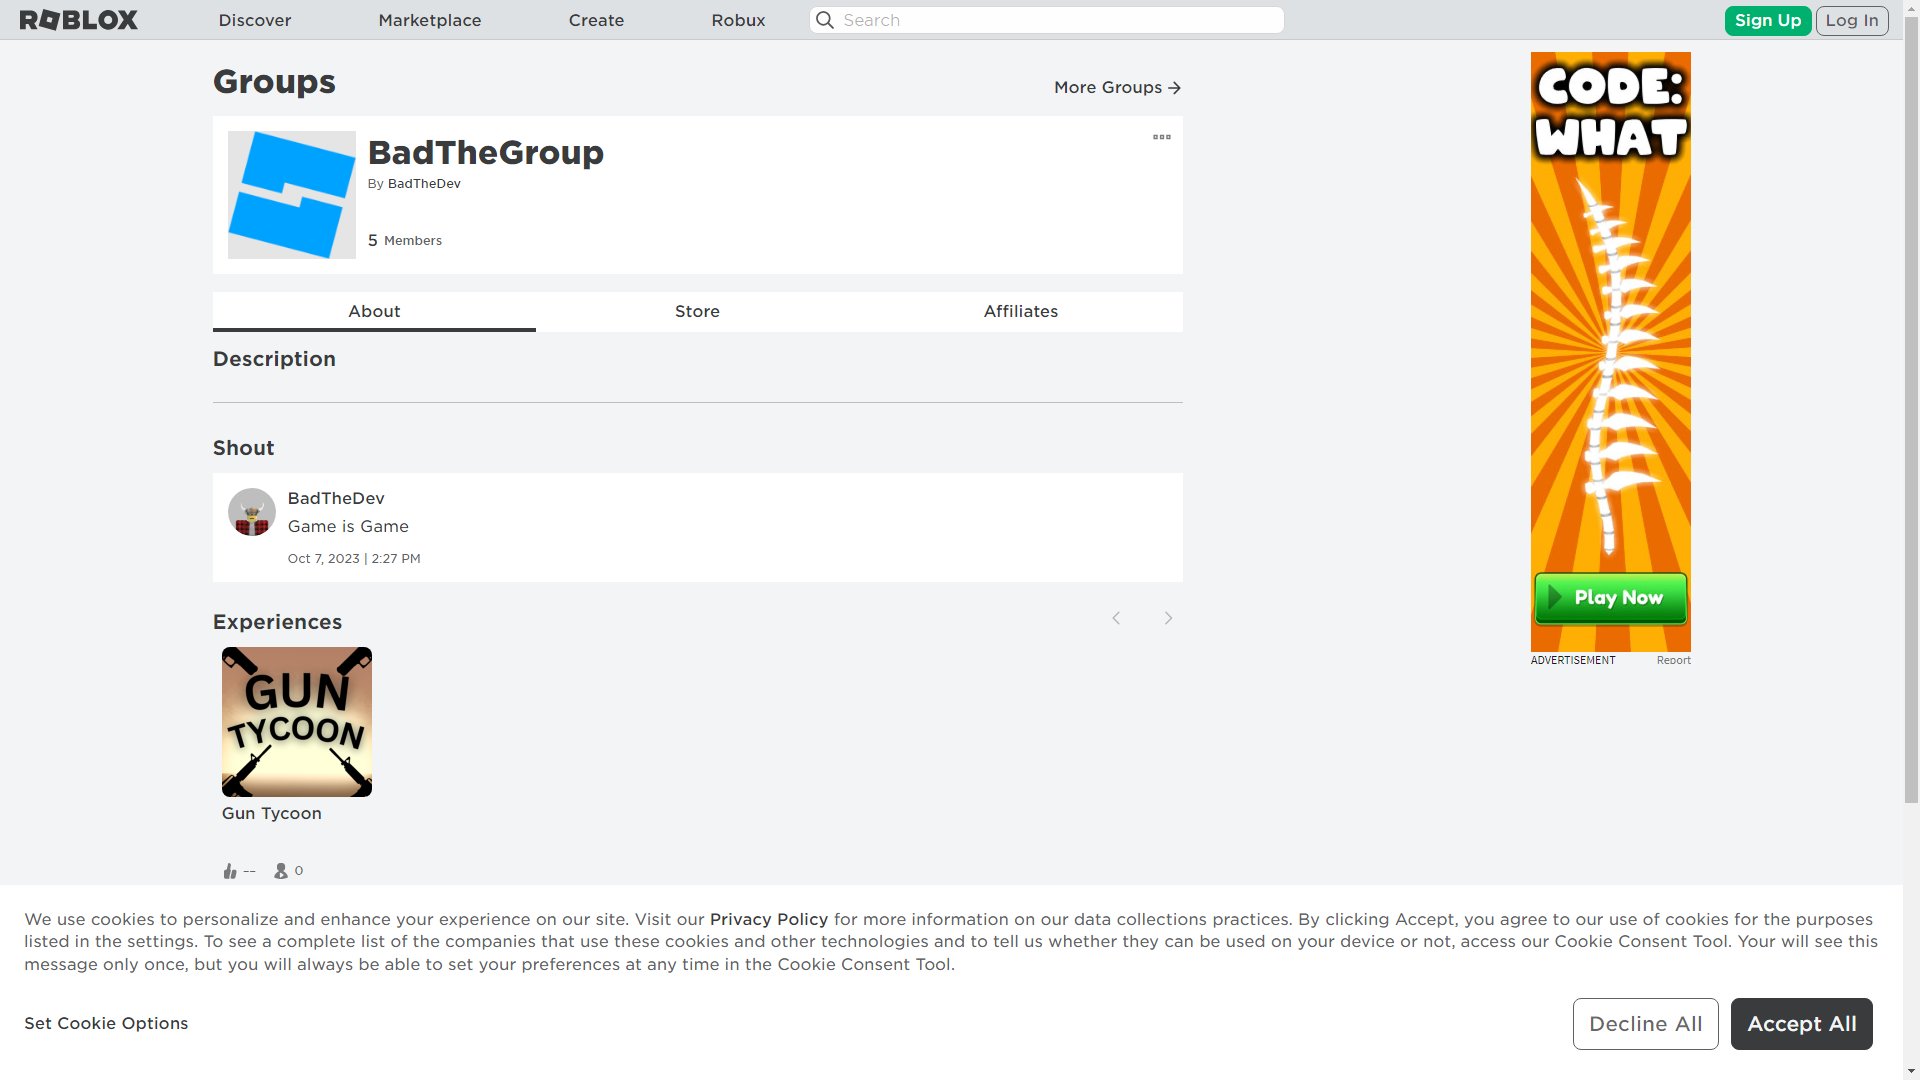 ROBLOX
Discover
Marketplace
Create
Robux
Search
Sign Up
Log In
Groups
More Groups
BadTheGroup
By BadTheDev
5 Members
About
Store
Affiliates
Description
Shout
BadTheDev
Game is Game
Oct 7, 2023 | 2:27 PM
Experiences
GUN
TYCOON
Gun Tycoon
--
0
CODE:
WHAT
Play Now
ADVERTISEMENT
Report
We use cookies to personalize and enhance your experience on our site. Visit our Privacy Policy for more information on our data collections practices. By clicking Accept, you agree to our use of cookies for the purposes
listed in the settings. To see a complete list of the companies that use these cookies and other technologies and to tell us whether they can be used on your device or not, access our Cookie Consent Tool. Your will see this
message only once, but you will always be able to set your preferences at any time in the Cookie Consent Tool.
Set Cookie Options
Decline All
Accept All